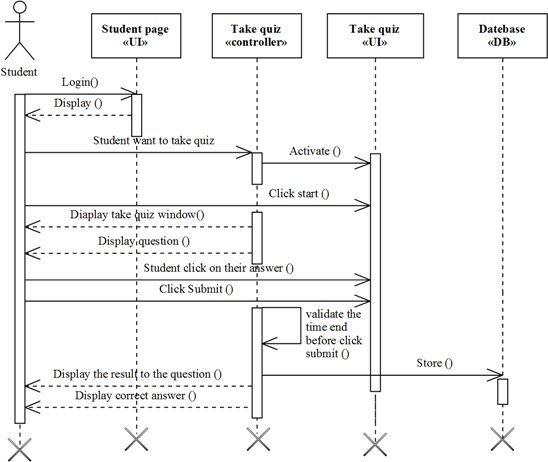 Student page
«UI»
Take quiz
«controller»
Take quiz
«UI»
Datebase
«DB»
Student
Login()
Display ()
Student want to take quiz
Activate ()
Click start ()
Diaplay take quiz window()
Display question ()
Student click on their answer ()
Click Submit ()
validate the
time end
before click
submit ()
Store ()
Display the result to the question ()
Display correct answer ()